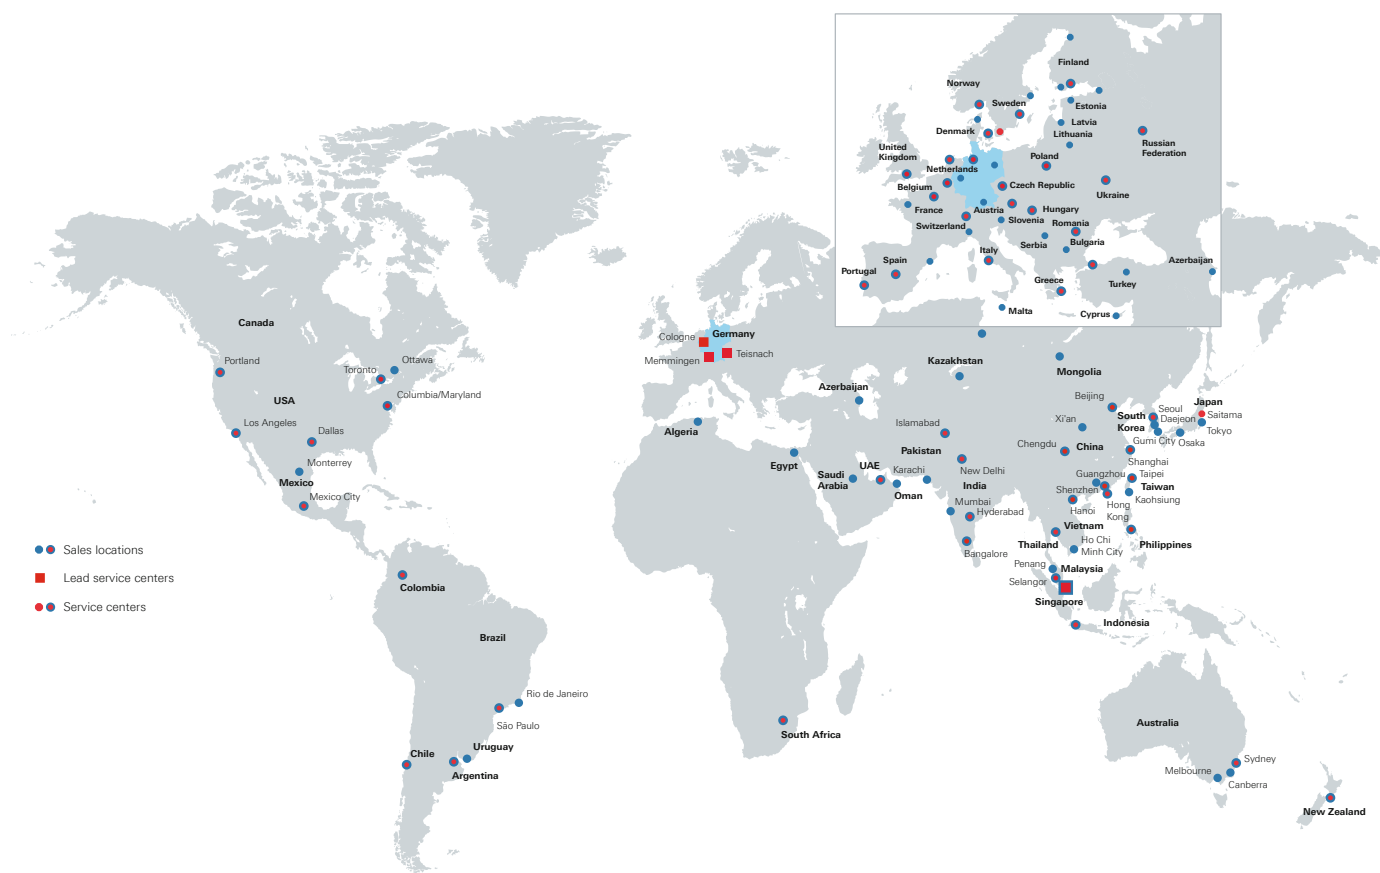 Finland
Norway
Sweden
Estonia
Latvia
Denmark
Lithuania
United
Kingdom
Russian
Federation
Poland
Netherlands
Belgium
Czech Republic
Ukraine
France
Austria
Hungary
Slovenia
Romania
Switzerland
Serbia
Bulgaria
Italy
Spain
Azerbaijan
Portugal
Greece
Turkey
Malta
Cyprus
Canada
Portland
Ottawa
Toronto
Columbia/Maryland
USA
Los Angeles
Dallas
Monterrey
Mexico
Mexico City
Sales locations
Lead service centers
Service centers
Colombia
Brazil
Rio de Janeiro
São Paulo
Uruguay
Chile
Argentina
Germany
Cologne
Memmingen
Teisnach
Algeria
Egypt
Azerbaijan
Kazakhstan
Mongolia
Islamabad
Pakistan
Saudi
Arabia
UAE
Karachi
Oman
New Delhi
India
Mumbai
Hyderabad
Bangalore
Beijing
Xi'an
Chengdu
China
South
Korea
Seoul
Daejeon
Gumi City
Japan
Saitama
Tokyo
Osaka
Shanghai
Guangzhou
Taipei
Shenzhen
Taiwan
Kaohsiung
Hanoi
Hong
Kong
Vietnam
Thailand
Ho Chi
Minh City
Philippines
Penang
Malaysia
Selangor
Singapore
Indonesia
South Africa
Australia
Sydney
Melbourne
Canberra
New Zealand